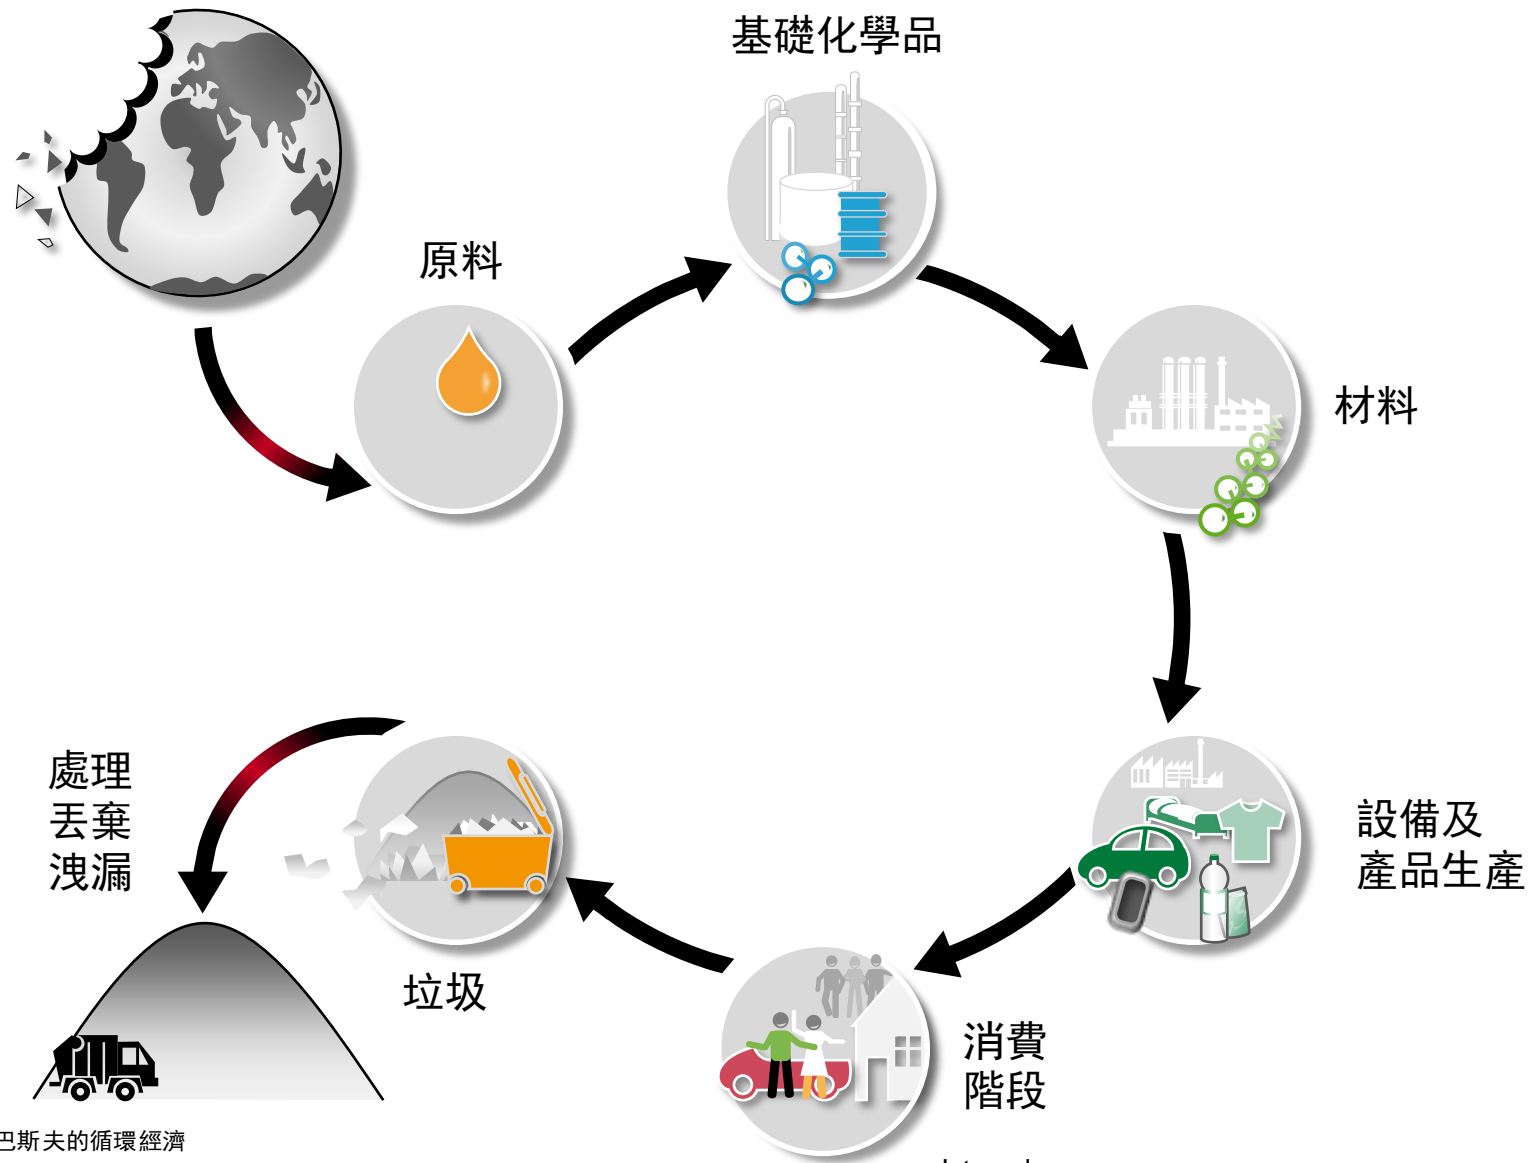 基礎化學品
原料
材料
處理
丟棄
洩漏
設備及
產品生產
垃圾
消費
階段
巴斯夫的循環經濟